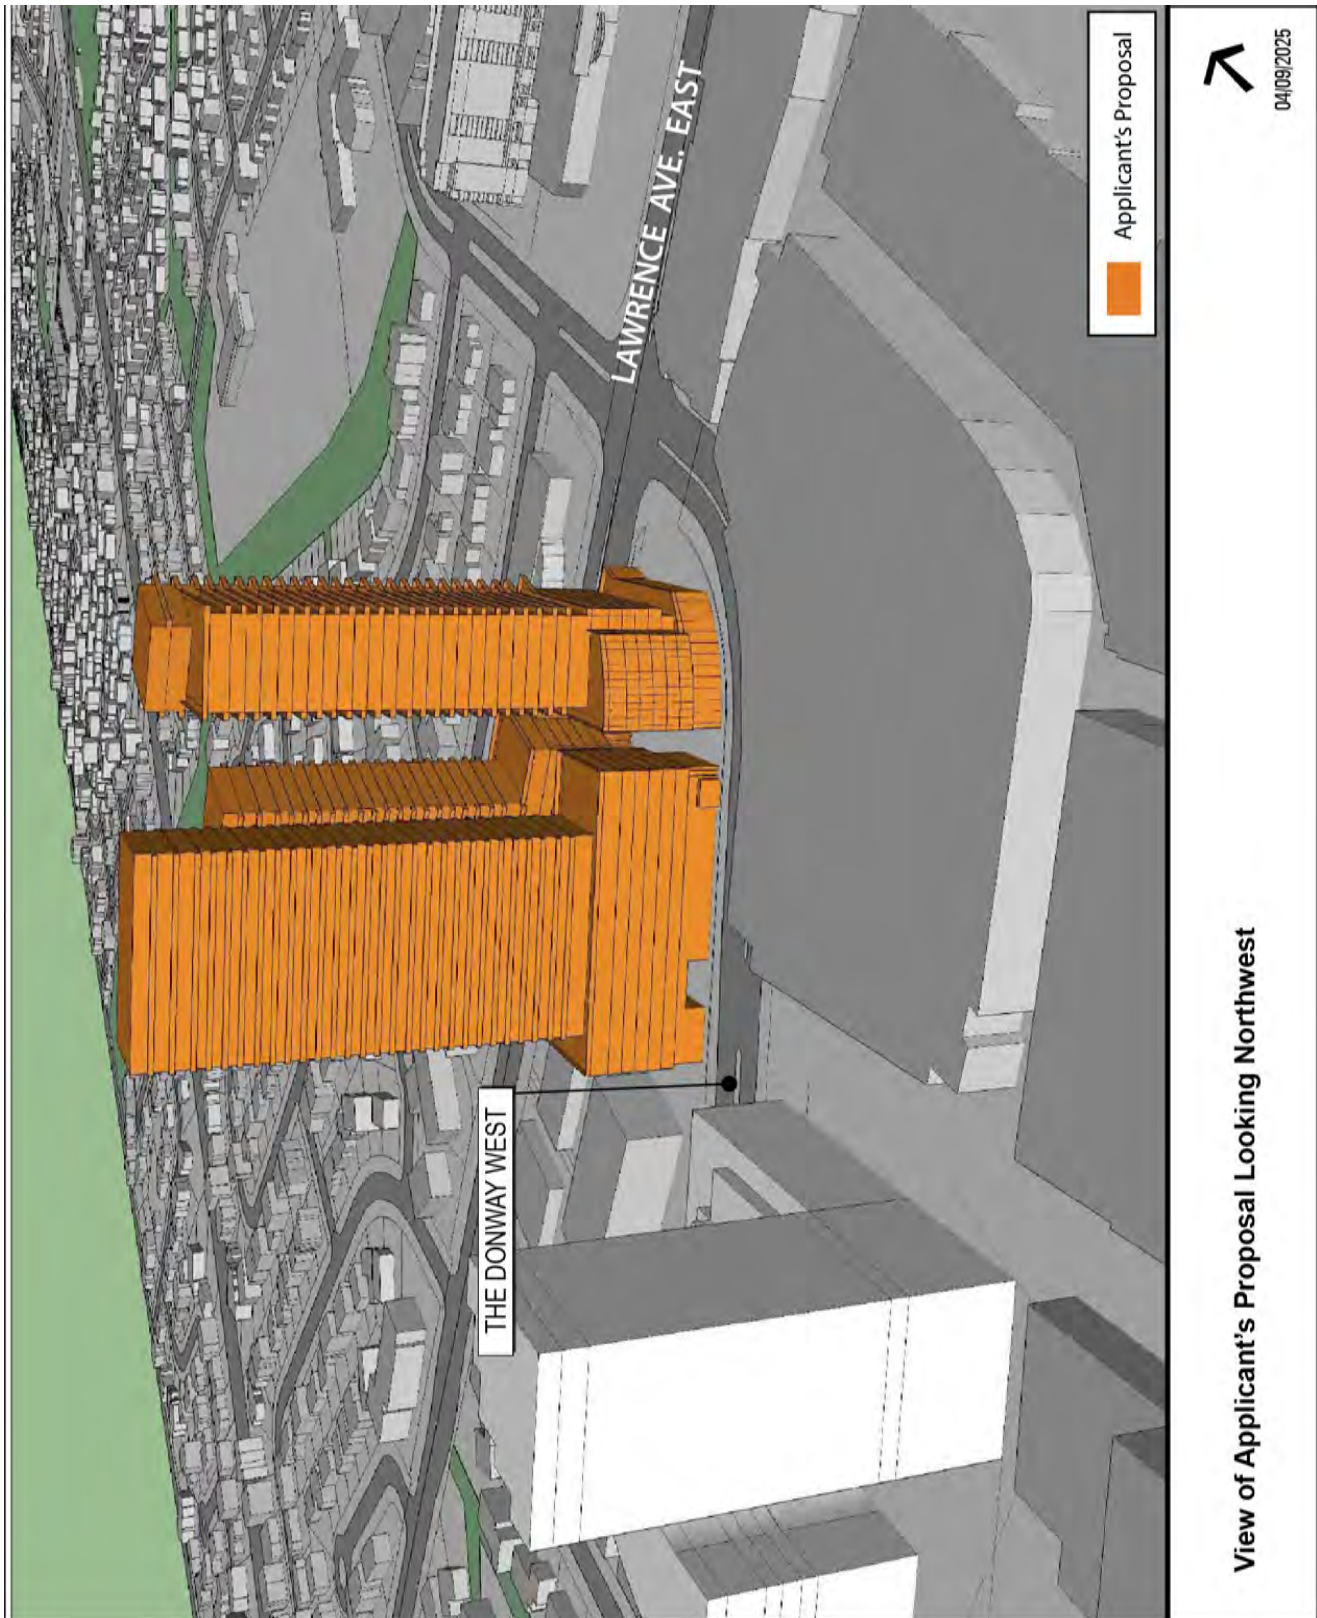 LAWRENCE AVE. EAST
THE DONWAY WEST
Applicant's Proposal
View of Applicant's Proposal Looking Northwest
04/09/2025